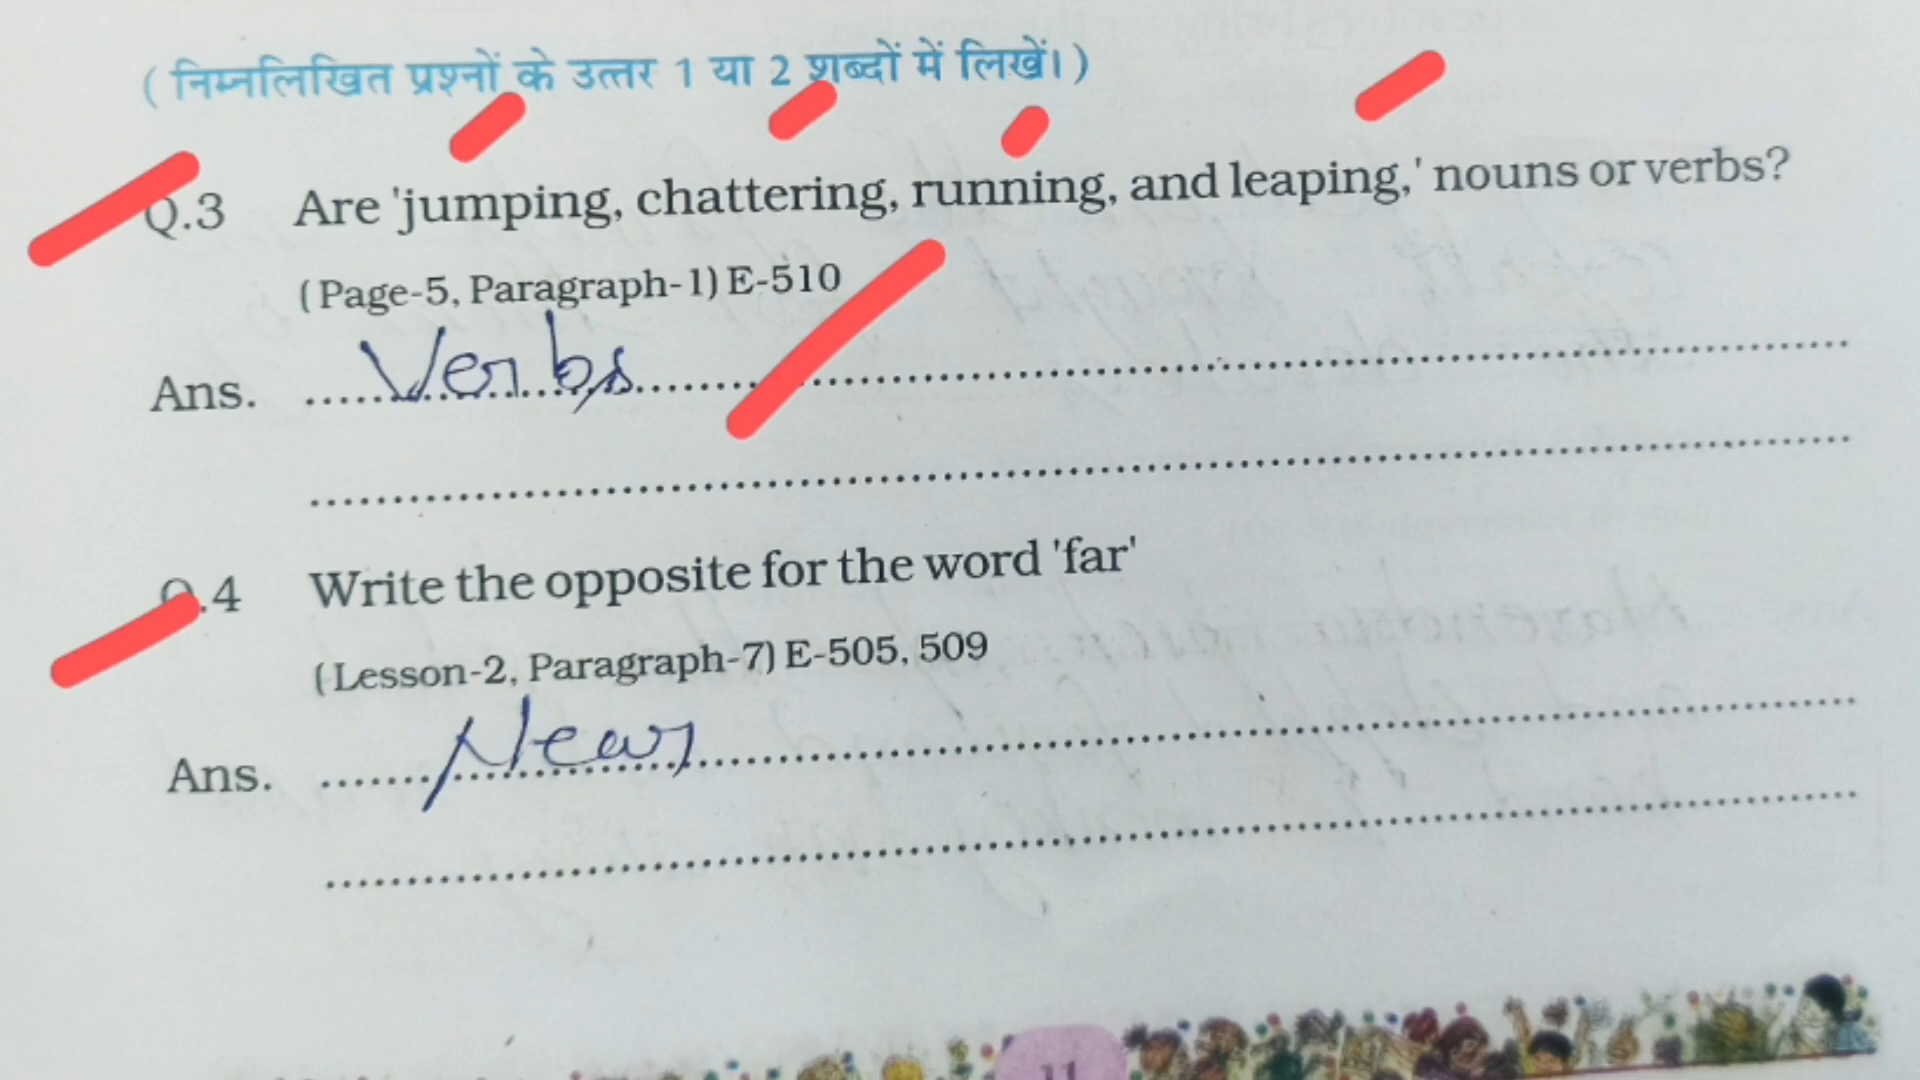 ( निम्नलिखित प्रश्नों के उत्तर 1 या 2 शब्दों में लिखें। )
Q.3 Are 'jumping, chattering, running, and leaping,' nouns or verbs?
( Page-5, Paragraph-1) E-510
Ans. Verbs
Q.4 Write the opposite for the word 'far'
( Lesson-2, Paragraph-7) E-505, 509
Ans. Near
11